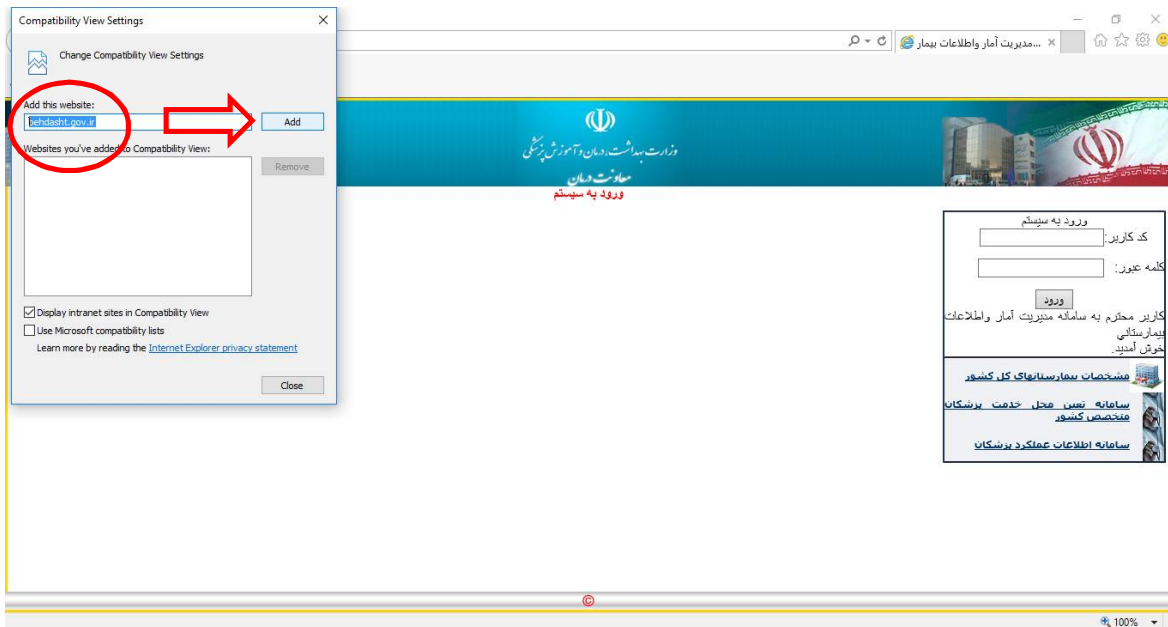 Compatibility View Settings
Change Compatibility View Settings
Add this website:
behdasht.gov.ir
Add
Websites you've added to Compatibility View:
Remove
Display intranet sites in Compatibility View
Use Microsoft compatibility lists
Learn more by reading the Internet Explorer privacy statement
Close
مدیریت آمار واطلاعات بیمار...
وزارت بهداشت، درمان و آموزش پزشکی
معاونت درمان
ورود به سیستم
ورود به سیستم
کد کاربر:
کلمه عبور:
ورود
کاربر محترم به سامانه مدیریت آمار واطلاعات
بیمارستانی
خوش آمدید.
مشخصات بیمارستانهای کل کشور
سامانه تعین محل خدمت پزشکان
متخصص کشور
سامانه اطلاعات عملکرد پزشکان
©
100%